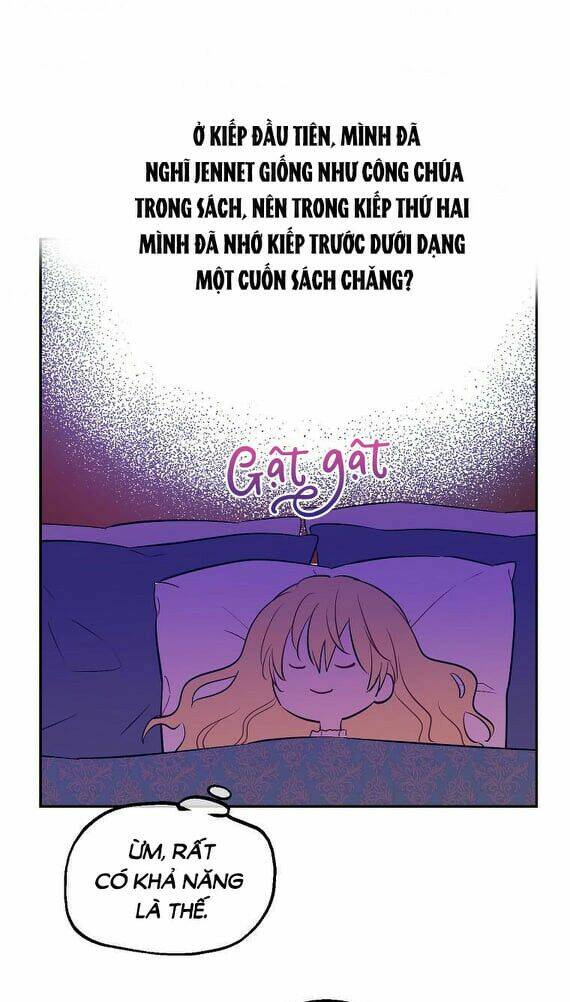 Ở KIẾP ĐẦU TIÊN, MÌNH ĐÃ
NGHĨ JENNET GIỐNG NHƯ CÔNG CHÚA
TRONG SÁCH, NÊN TRONG KIẾP THỨ HAI
MÌNH ĐÃ NHỚ KIẾP TRƯỚC DƯỚI DẠNG
MỘT CUỐN SÁCH CHĂNG?
Gật gật
ỪM, RẤT
CÓ KHẢ NĂNG
LÀ THẾ.